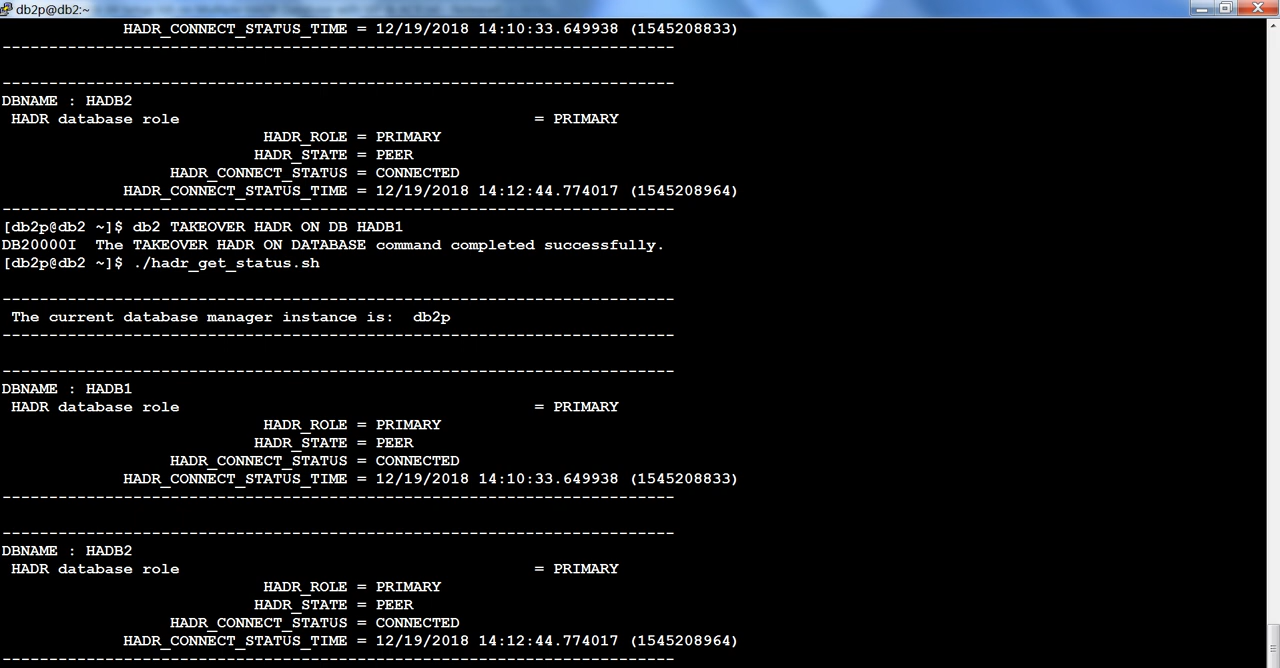 db2p@db2:~
HADR_CONNECT_STATUS_TIME = 12/19/2018 14:10:33.649938 (1545208833)
------------------------------------------------------------------------
------------------------------------------------------------------------
DBNAME : HADB2
HADR database role = PRIMARY
HADR_ROLE = PRIMARY
HADR_STATE = PEER
HADR_CONNECT_STATUS = CONNECTED
HADR_CONNECT_STATUS_TIME = 12/19/2018 14:12:44.774017 (1545208964)
------------------------------------------------------------------------
[db2p@db2 ~]$ db2 TAKEOVER HADR ON DB HADB1
DB20000I  The TAKEOVER HADR ON DATABASE command completed successfully.
[db2p@db2 ~]$ ./hadr_get_status.sh
------------------------------------------------------------------------
The current database manager instance is:  db2p
------------------------------------------------------------------------
------------------------------------------------------------------------
DBNAME : HADB1
HADR database role = PRIMARY
HADR_ROLE = PRIMARY
HADR_STATE = PEER
HADR_CONNECT_STATUS = CONNECTED
HADR_CONNECT_STATUS_TIME = 12/19/2018 14:10:33.649938 (1545208833)
------------------------------------------------------------------------
------------------------------------------------------------------------
DBNAME : HADB2
HADR database role = PRIMARY
HADR_ROLE = PRIMARY
HADR_STATE = PEER
HADR_CONNECT_STATUS = CONNECTED
HADR_CONNECT_STATUS_TIME = 12/19/2018 14:12:44.774017 (1545208964)
------------------------------------------------------------------------